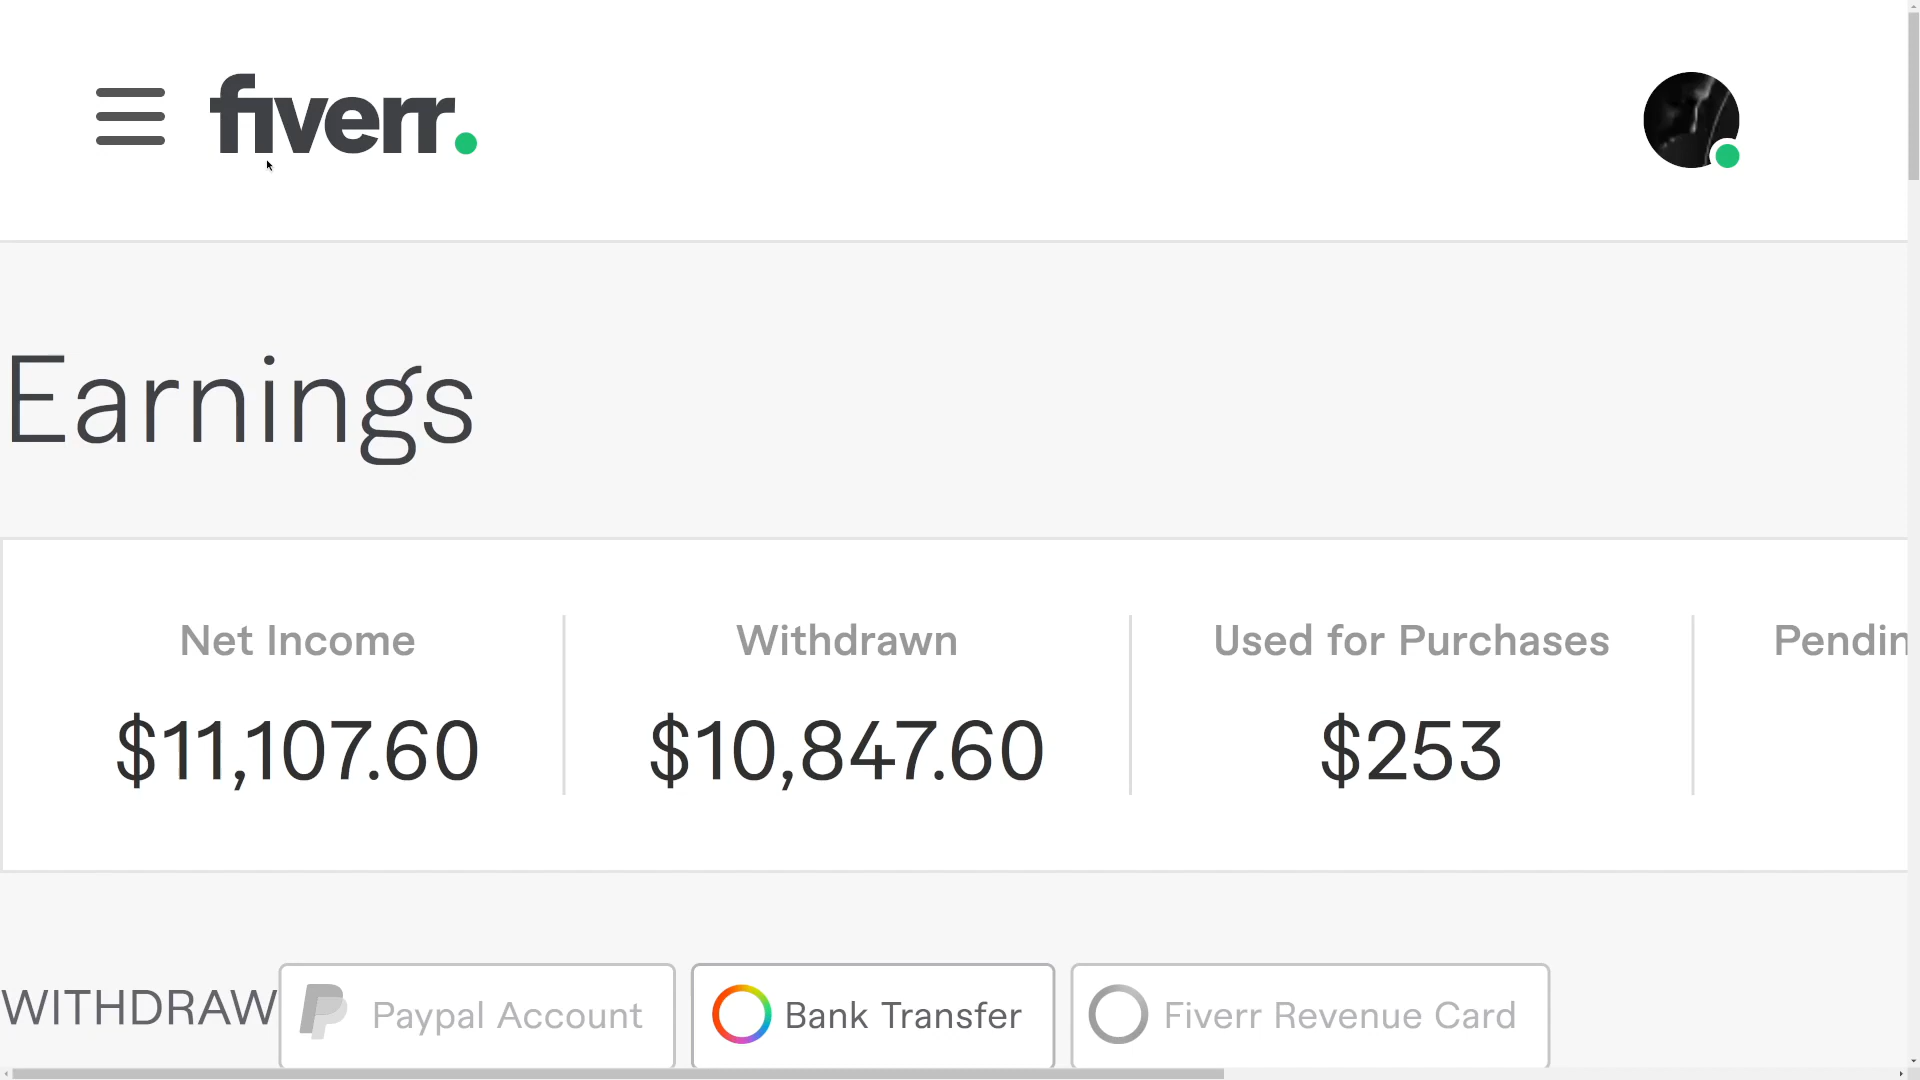 fiverr.
Earnings
Net Income
Withdrawn
Used for Purchases
Pendin
$11,107.60
$10,847.60
$253
WITHDRAW
Paypal Account
Bank Transfer
Fiverr Revenue Card